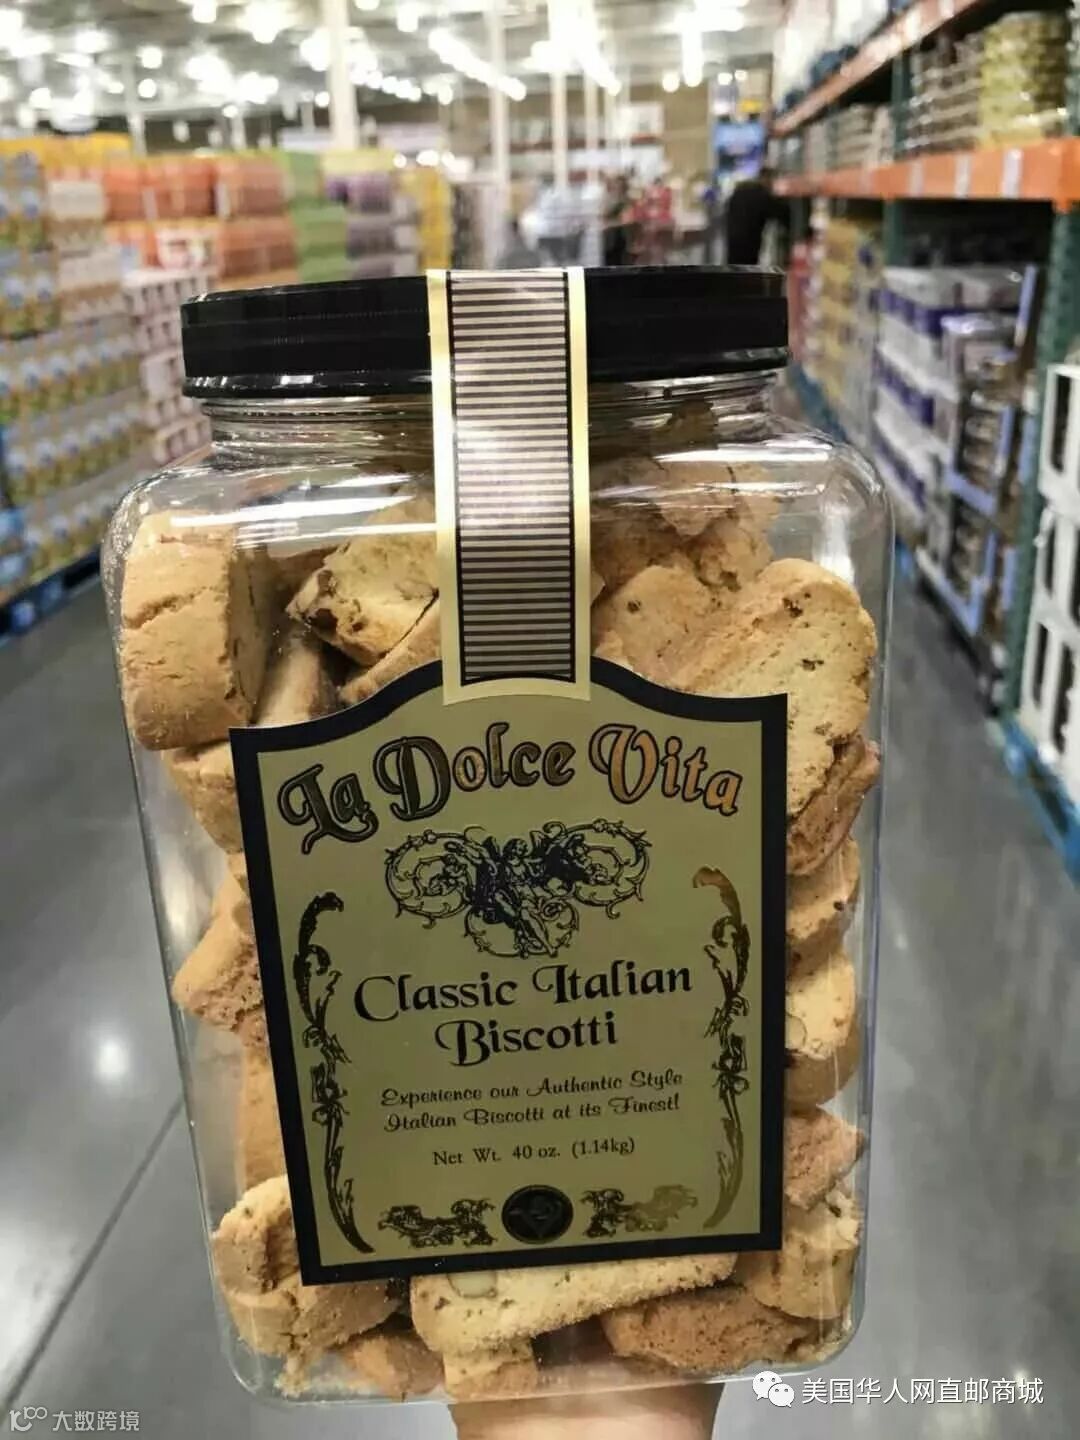 La Dolce Vita
Classic Italian
Biscotti
Experience our Authentic Style
Italian Biscotti at its Finest!
Net Wt. 40 oz. (1.14kg)
美国华人网直邮商城
大数跨境